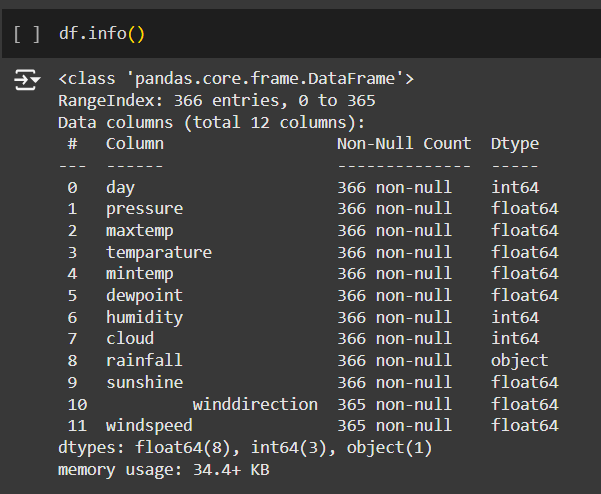 [ ] df.info()
<class 'pandas.core.frame.DataFrame'>
RangeIndex: 366 entries, 0 to 365
Data columns (total 12 columns):
 #   Column                  Non-Null Count  Dtype
---  ------                  --------------  -----
 0   day                     366 non-null    int64
 1   pressure                366 non-null    float64
 2   maxtemp                 366 non-null    float64
 3   temparature             366 non-null    float64
 4   mintemp                 366 non-null    float64
 5   dewpoint                366 non-null    float64
 6   humidity                366 non-null    int64
 7   cloud                   366 non-null    int64
 8   rainfall                366 non-null    object
 9   sunshine                366 non-null    float64
 10           winddirection  365 non-null    float64
 11  windspeed               365 non-null    float64
dtypes: float64(8), int64(3), object(1)
memory usage: 34.4+ KB